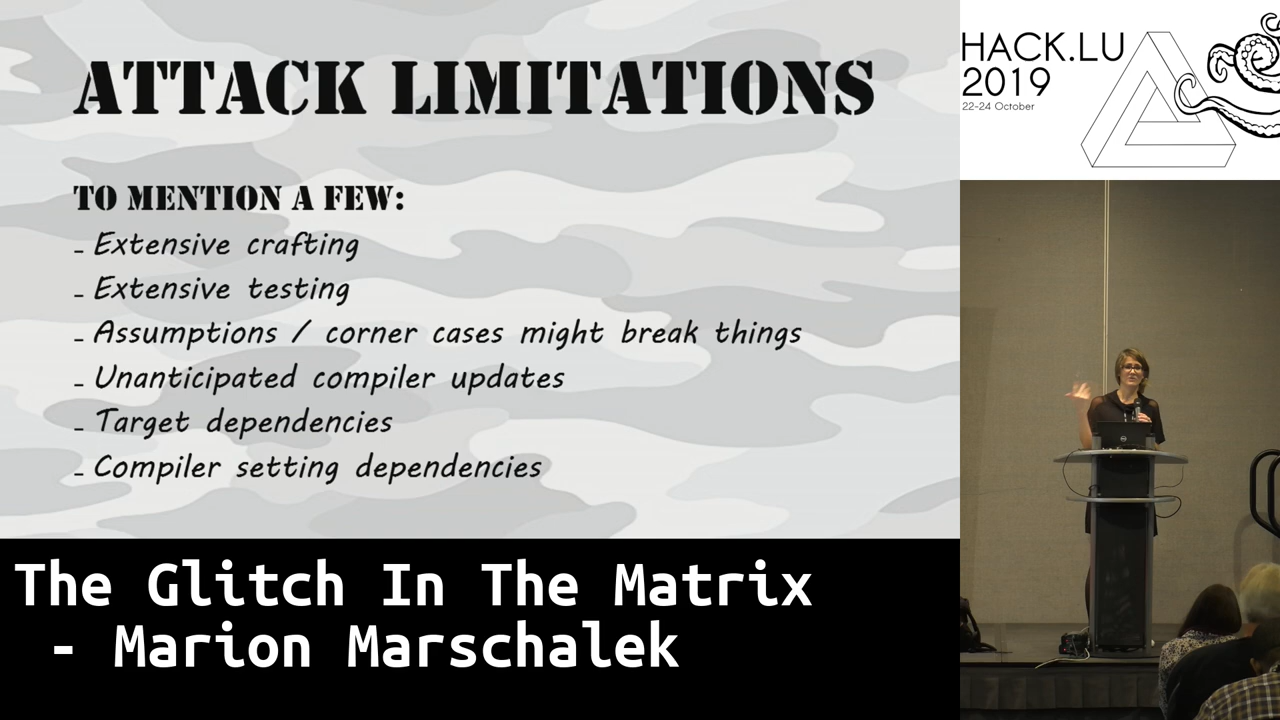 ATTACK LIMITATIONS
TO MENTION A FEW:
- Extensive crafting
- Extensive testing
- Assumptions / corner cases might break things
- Unanticipated compiler updates
- Target dependencies
- Compiler setting dependencies
The Glitch In The Matrix
- Marion Marschalek
HACK.LU
2019
22-24 October